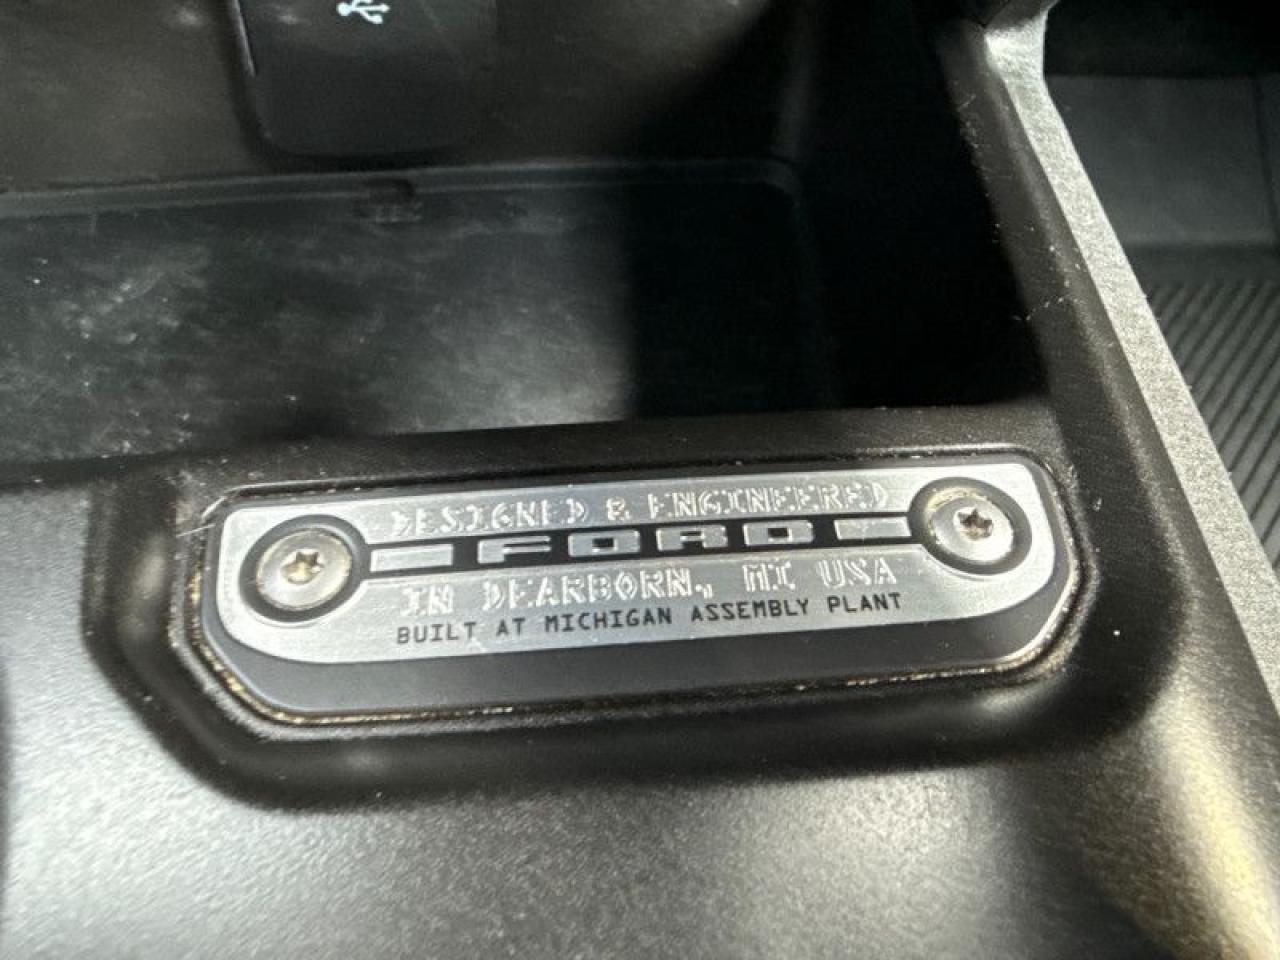 DESIGNED & ENGINEERED
FORD
IN DEARBORN, MI USA
BUILT AT MICHIGAN ASSEMBLY PLANT